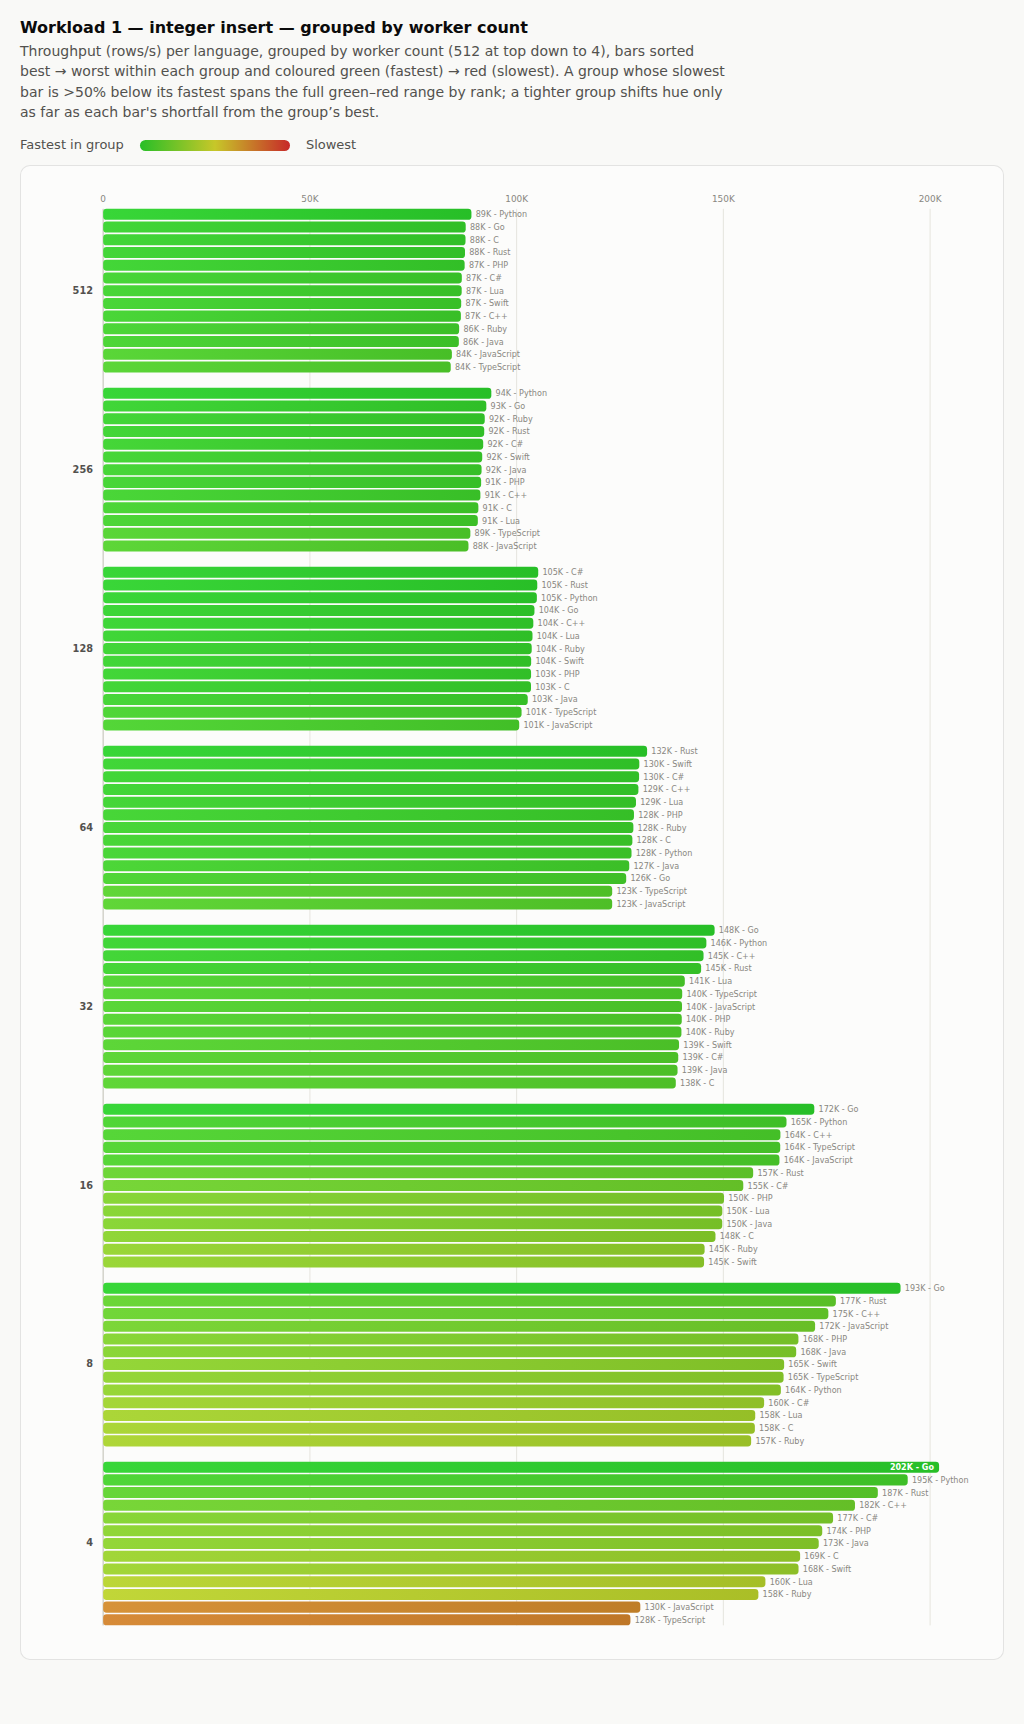 Workload 1 — integer insert — grouped by worker count
Throughput (rows/s) per language, grouped by worker count (512 at top down to 4), bars sorted
best → worst within each group and coloured green (fastest) → red (slowest). A group whose slowest
bar is >50% below its fastest spans the full green–red range by rank; a tighter group shifts hue only
as far as each bar's shortfall from the group’s best.
Fastest in group Slowest
0 50K 100K 150K 200K
512
89K - Python
88K - Go
88K - C
88K - Rust
87K - PHP
87K - C#
87K - Lua
87K - Swift
87K - C++
86K - Ruby
86K - Java
84K - JavaScript
84K - TypeScript
256
94K - Python
93K - Go
92K - Ruby
92K - Rust
92K - C#
92K - Swift
92K - Java
91K - PHP
91K - C++
91K - C
91K - Lua
89K - TypeScript
88K - JavaScript
128
105K - C#
105K - Rust
105K - Python
104K - Go
104K - C++
104K - Lua
104K - Ruby
104K - Swift
103K - PHP
103K - C
103K - Java
101K - TypeScript
101K - JavaScript
64
132K - Rust
130K - Swift
130K - C#
129K - C++
129K - Lua
128K - PHP
128K - Ruby
128K - C
128K - Python
127K - Java
126K - Go
123K - TypeScript
123K - JavaScript
32
148K - Go
146K - Python
145K - C++
145K - Rust
141K - Lua
140K - TypeScript
140K - JavaScript
140K - PHP
140K - Ruby
139K - Swift
139K - C#
139K - Java
138K - C
16
172K - Go
165K - Python
164K - C++
164K - TypeScript
164K - JavaScript
157K - Rust
155K - C#
150K - PHP
150K - Lua
150K - Java
148K - C
145K - Ruby
145K - Swift
8
193K - Go
177K - Rust
175K - C++
172K - JavaScript
168K - PHP
168K - Java
165K - Swift
165K - TypeScript
164K - Python
160K - C#
158K - Lua
158K - C
157K - Ruby
4
202K - Go
195K - Python
187K - Rust
182K - C++
177K - C#
174K - PHP
173K - Java
169K - C
168K - Swift
160K - Lua
158K - Ruby
130K - JavaScript
128K - TypeScript